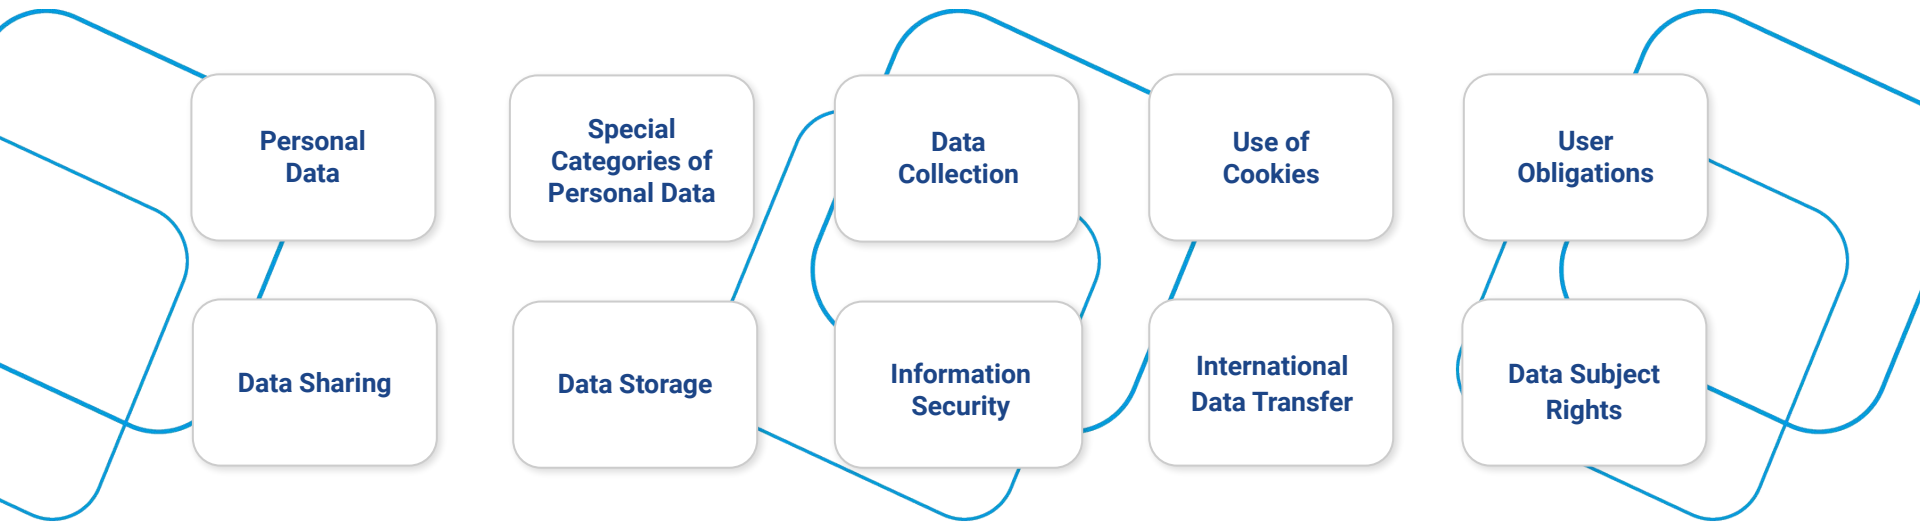 Personal
Data
Special
Categories of
Personal Data
Data
Collection
Use of
Cookies
User
Obligations
Data Sharing
Data Storage
Information
Security
International
Data Transfer
Data Subject
Rights